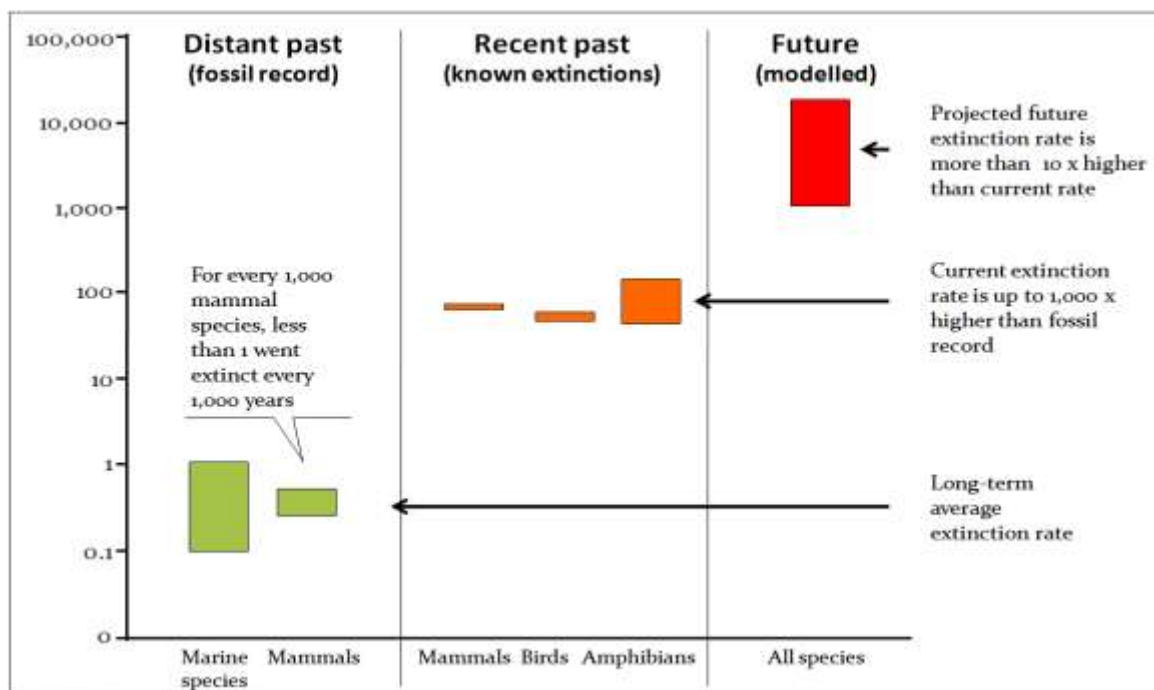 100,000
10,000
1,000
100
10
1
0.1
0
Distant past
(fossil record)
Recent past
(known extinctions)
Future
(modelled)
For every 1,000
mammal
species, less
than 1 went
extinct every
1,000 years
Projected future
extinction rate is
more than 10 x higher
than current rate
Current extinction
rate is up to 1,000 x
higher than fossil
record
Long-term
average
extinction rate
Marine
species
Mammals
Mammals
Birds
Amphibians
All species